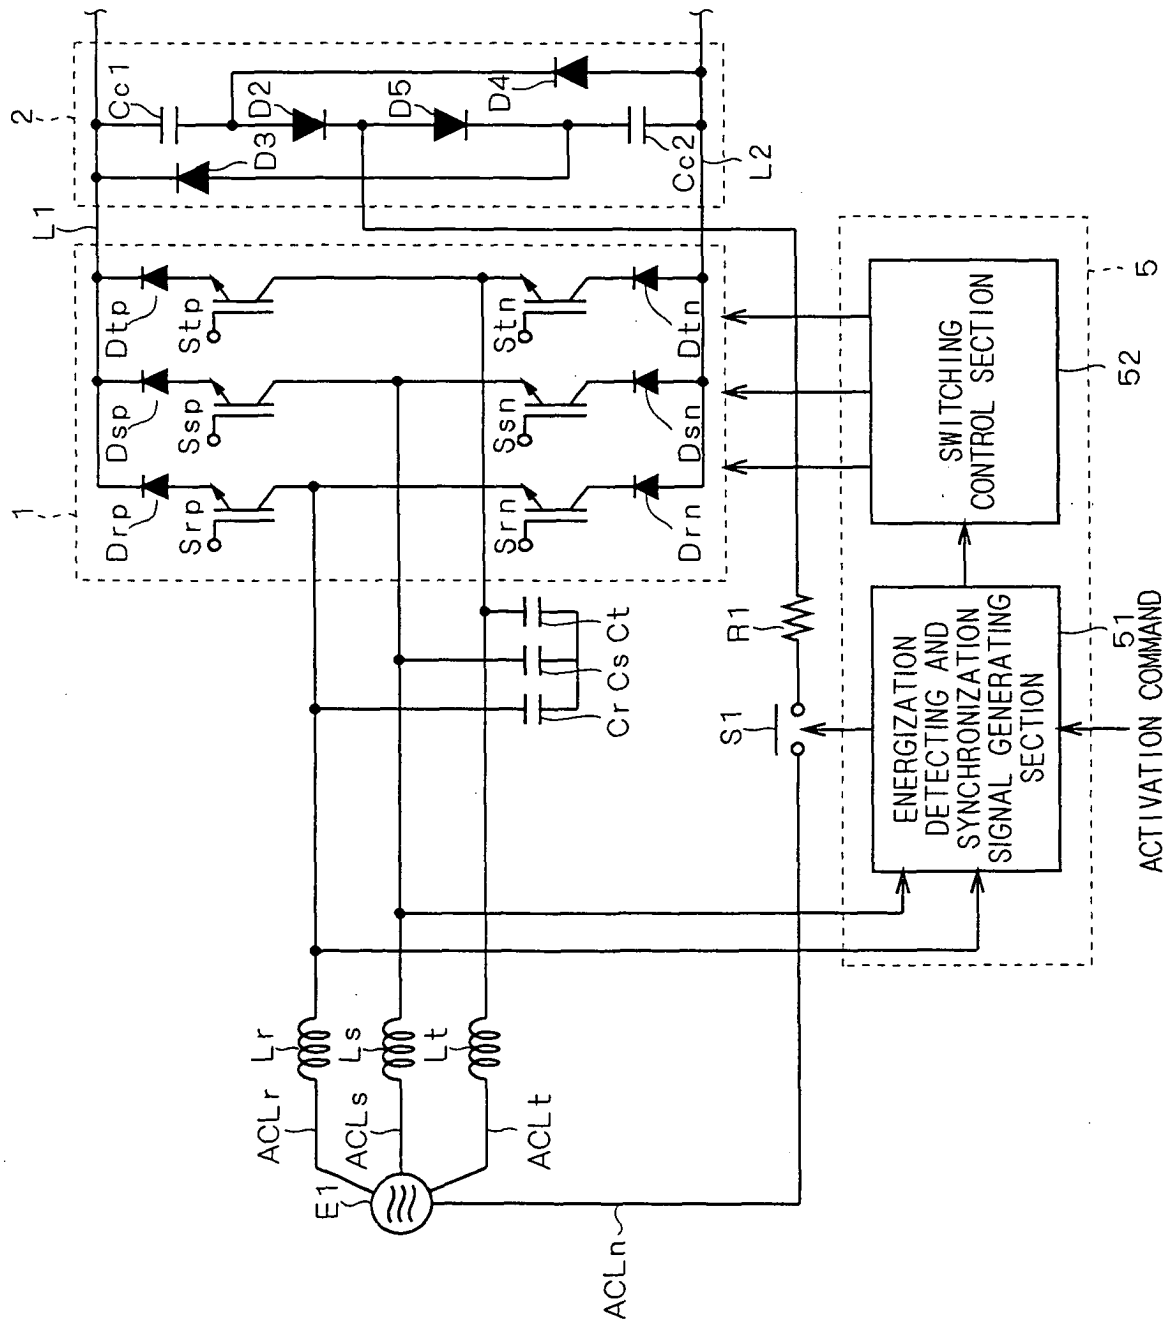 2
Cc1
D2
D3
D5
D4
Cc2
L2
L1
1
Dtp
Stp
Dsp
Ssp
Drp
Srp
Stn
Dtn
Ssn
Dsn
Srn
Drn
Cr
Cs
Ct
R1
S1
Lr
Ls
Lt
ACLr
ACLs
ACLt
E1
ACLn
ENERGIZATION
DETECTING AND
SYNCHRONIZATION
SIGNAL GENERATING
SECTION
51
SWITCHING
CONTROL SECTION
52
5
ACTIVATION COMMAND